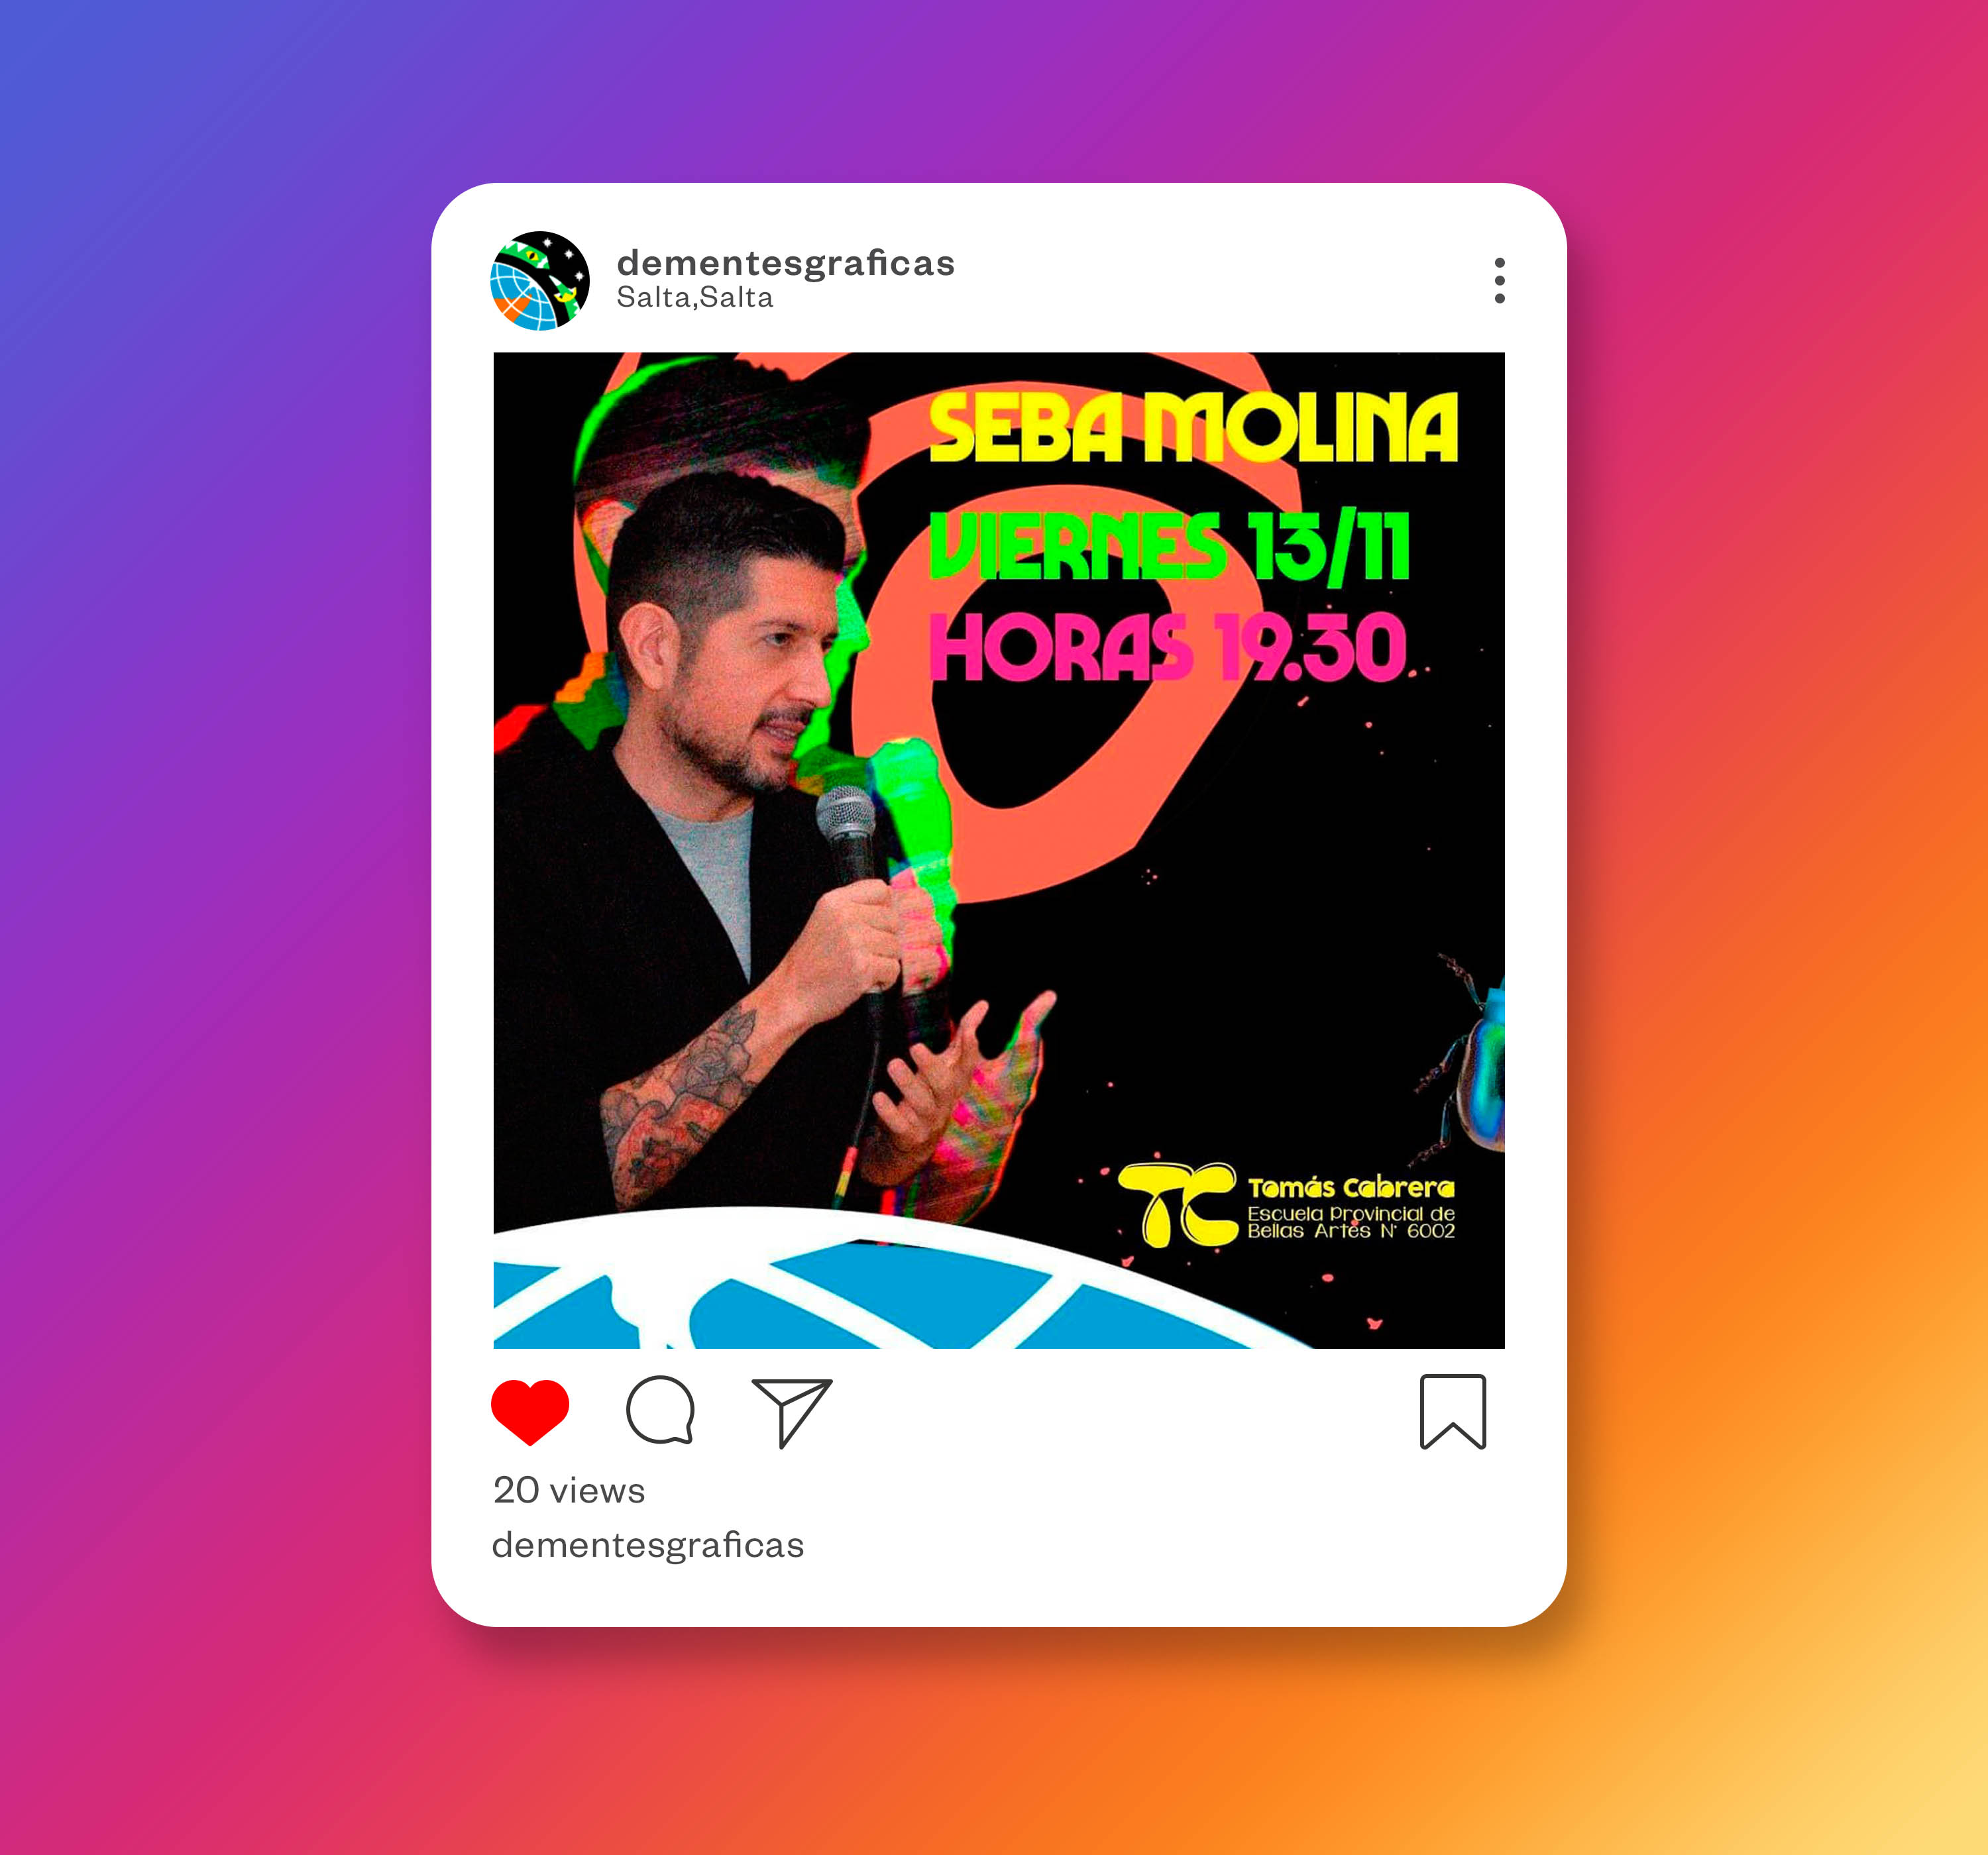 dementesgraficas
Salta,Salta
SEBA MOLINA
VIERNES 13/11
HORAS 19.30
TC
Tomás Cabrera
Escuela Provincial de
Bellas Artes N° 6002
20 views
dementesgraficas